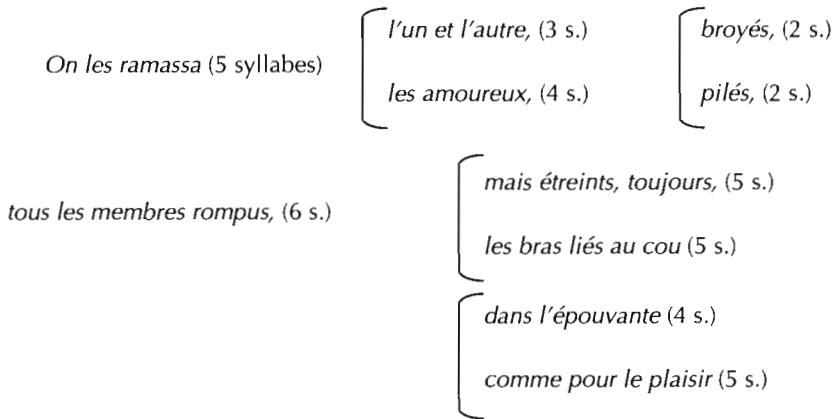 On les ramassa (5 syllabes)
l'un et l'autre, (3 s.)
les amoureux, (4 s.)
broyés, (2 s.)
pilés, (2 s.)
tous les membres rompus, (6 s.)
mais étreints, toujours, (5 s.)
les bras liés au cou (5 s.)
dans l'épouvante (4 s.)
comme pour le plaisir (5 s.)